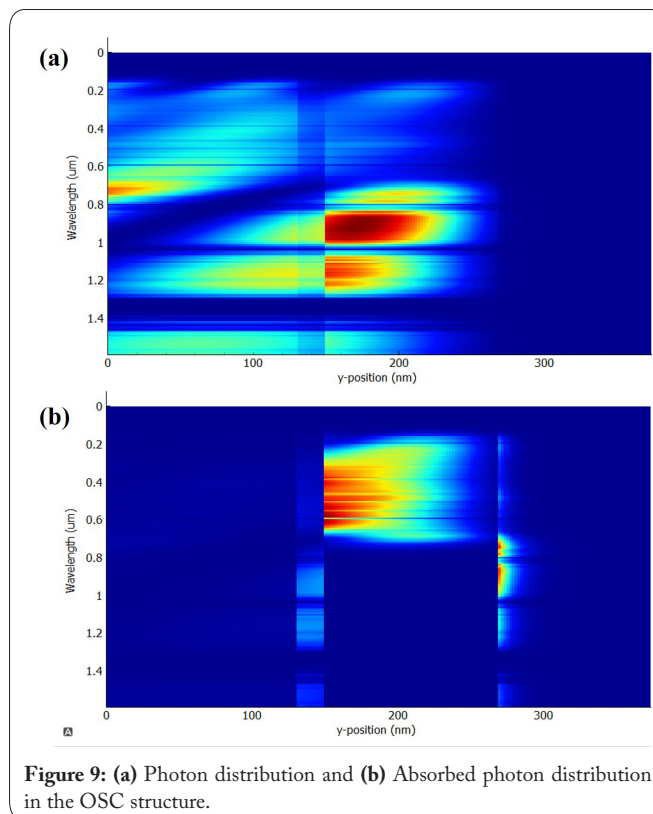 (a)
0
0.2
0.4
0.6
0.8
1
1.2
1.4
Wavelength (um)
0 100 200 300
y-position (nm)
(b)
0
0.2
0.4
0.6
0.8
1
1.2
1.4
Wavelength (um)
0 100 200 300
y-position (nm)
A
Figure 9: (a) Photon distribution and (b) Absorbed photon distribution
in the OSC structure.